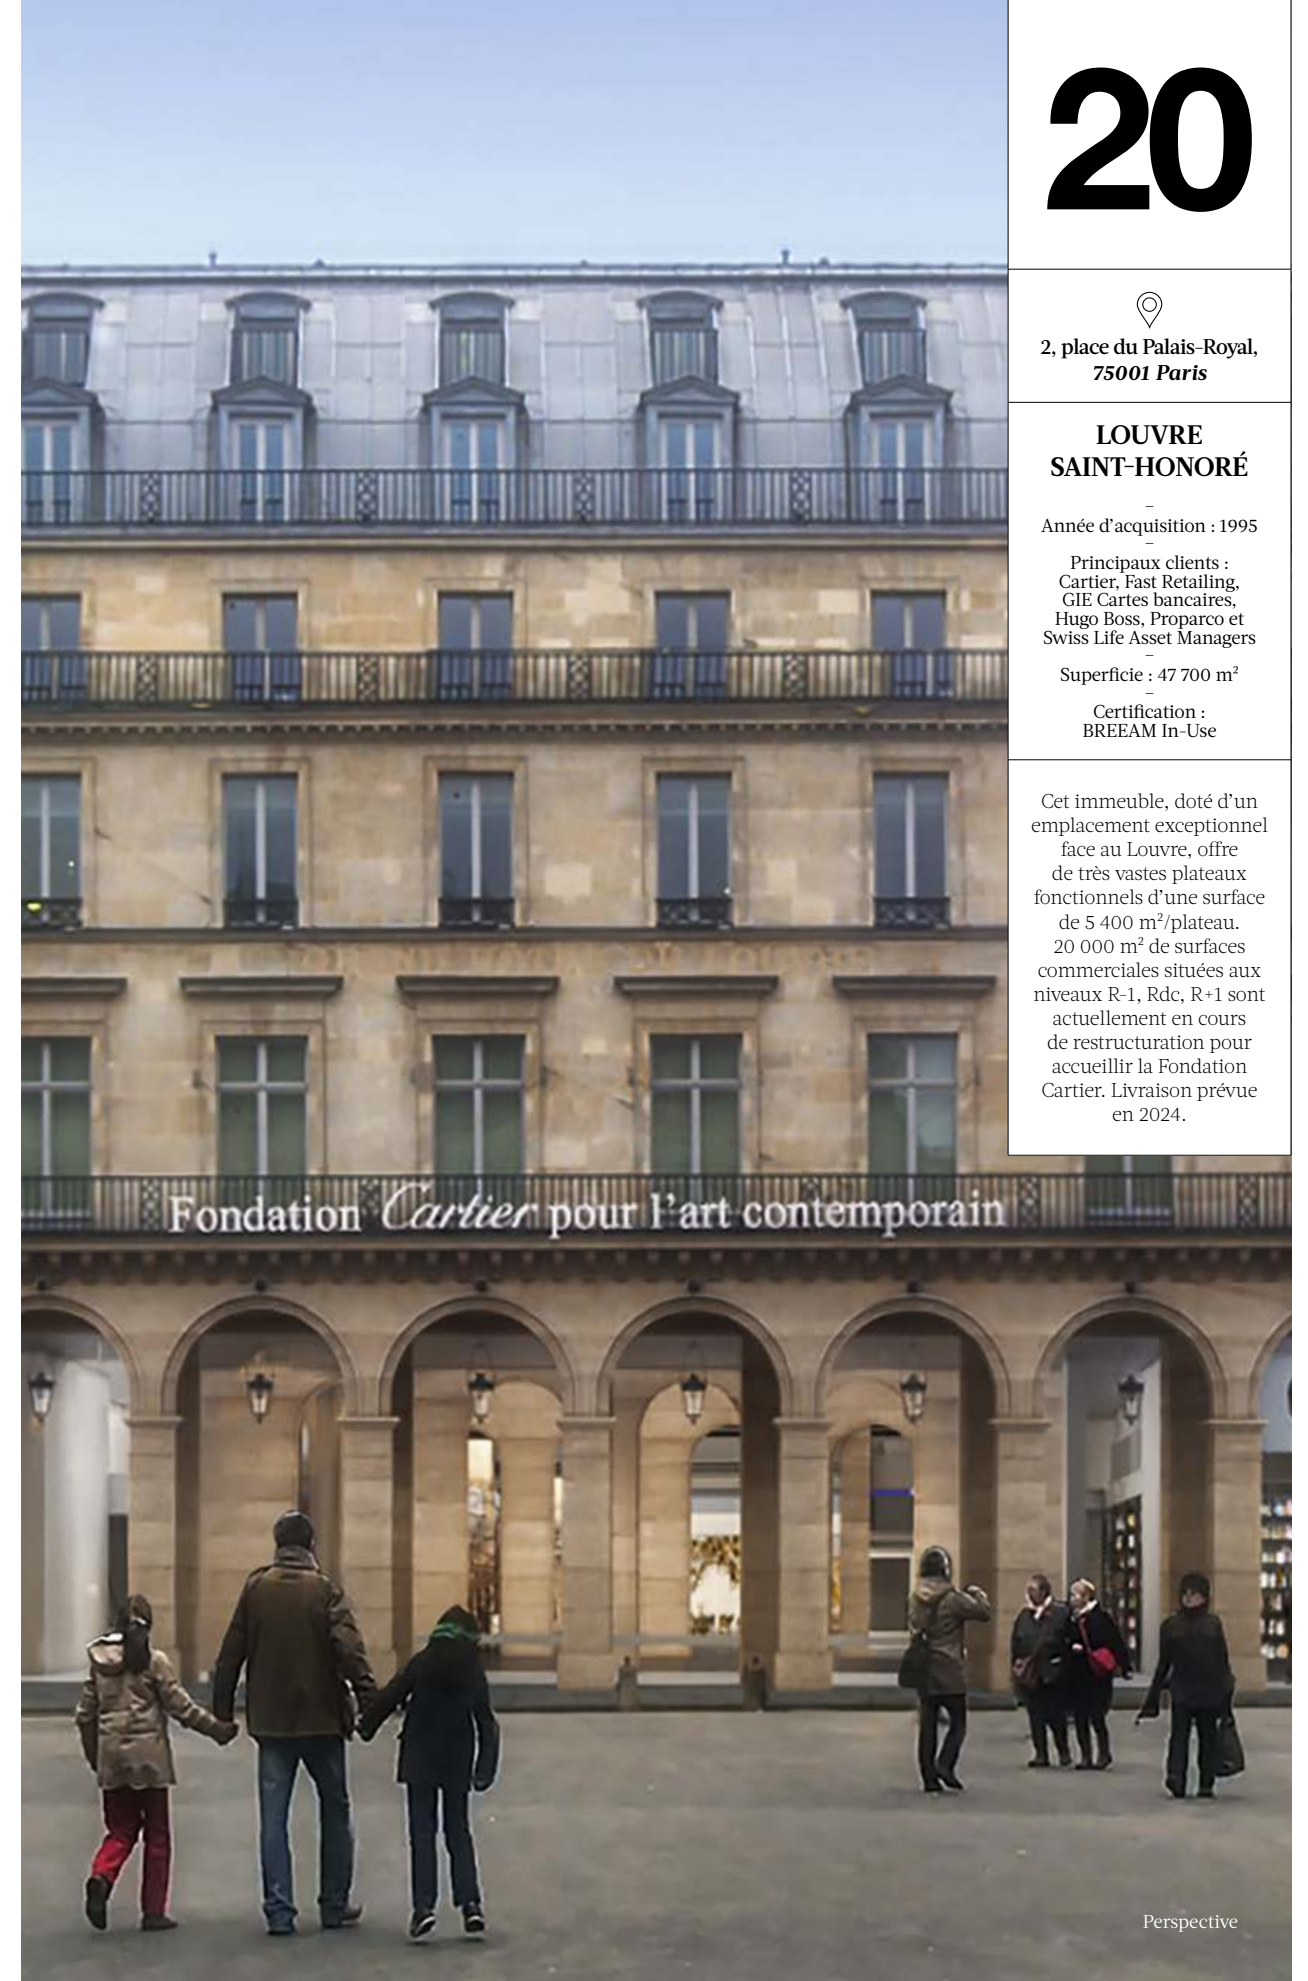 20
2, place du Palais-Royal,
75001 Paris
LOUVRE
SAINT-HONORÉ
–
Année d’acquisition : 1995
–
Principaux clients :
Cartier, Fast Retailing,
GIE Cartes bancaires,
Hugo Boss, Proparco et
Swiss Life Asset Managers
–
Superficie : 47 700 m²
–
Certification :
BREEAM In-Use
Cet immeuble, doté d’un
emplacement exceptionnel
face au Louvre, offre
de très vastes plateaux
fonctionnels d’une surface
de 5 400 m²/plateau.
20 000 m² de surfaces
commerciales situées aux
niveaux R-1, Rdc, R+1 sont
actuellement en cours
de restructuration pour
accueillir la Fondation
Cartier. Livraison prévue
en 2024.
Fondation Cartier pour l’art contemporain
Perspective